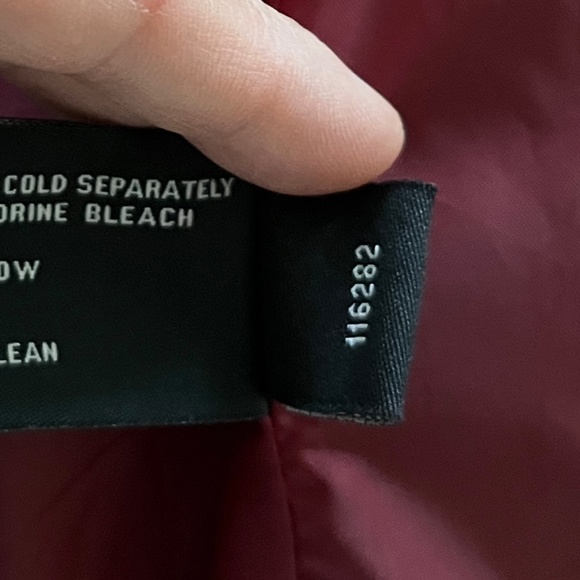 COLD SEPARATELY
ORINE BLEACH
OW
LEAN
116282